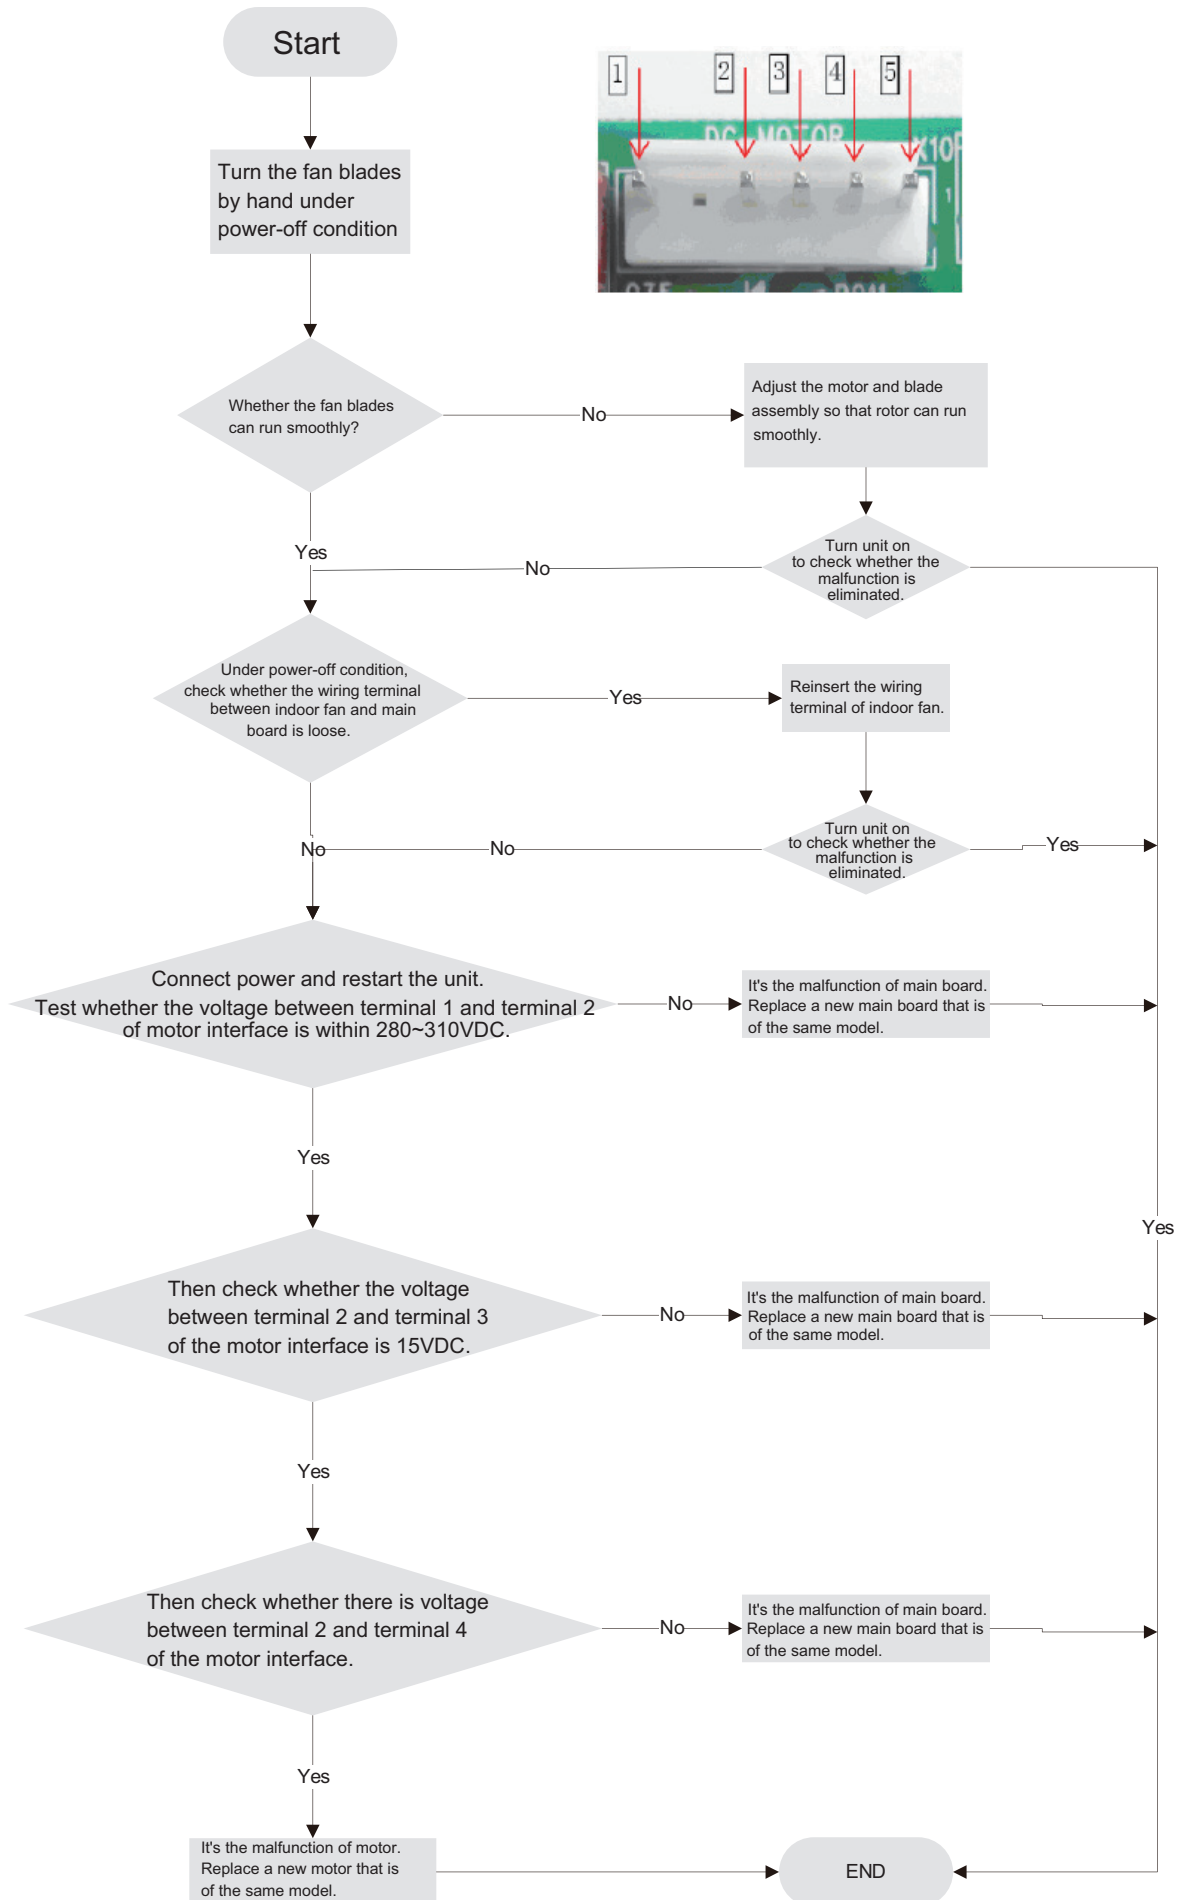 Start
1
2
3
4
5
DC MOTOR
Turn the fan blades
by hand under
power-off condition
Whether the fan blades
can run smoothly?
No
Adjust the motor and blade
assembly so that rotor can run
smoothly.
Yes
No
Turn unit on
to check whether the
malfunction is
eliminated.
Under power-off condition,
check whether the wiring terminal
between indoor fan and main
board is loose.
Yes
Reinsert the wiring
terminal of indoor fan.
No
No
Turn unit on
to check whether the
malfunction is
eliminated.
Yes
Connect power and restart the unit.
Test whether the voltage between terminal 1 and terminal 2
of motor interface is within 280~310VDC.
No
It's the malfunction of main board.
Replace a new main board that is
of the same model.
Yes
Yes
Then check whether the voltage
between terminal 2 and terminal 3
of the motor interface is 15VDC.
No
It's the malfunction of main board.
Replace a new main board that is
of the same model.
Yes
Then check whether there is voltage
between terminal 2 and terminal 4
of the motor interface.
No
It's the malfunction of main board.
Replace a new main board that is
of the same model.
Yes
It's the malfunction of motor.
Replace a new motor that is
of the same model.
END